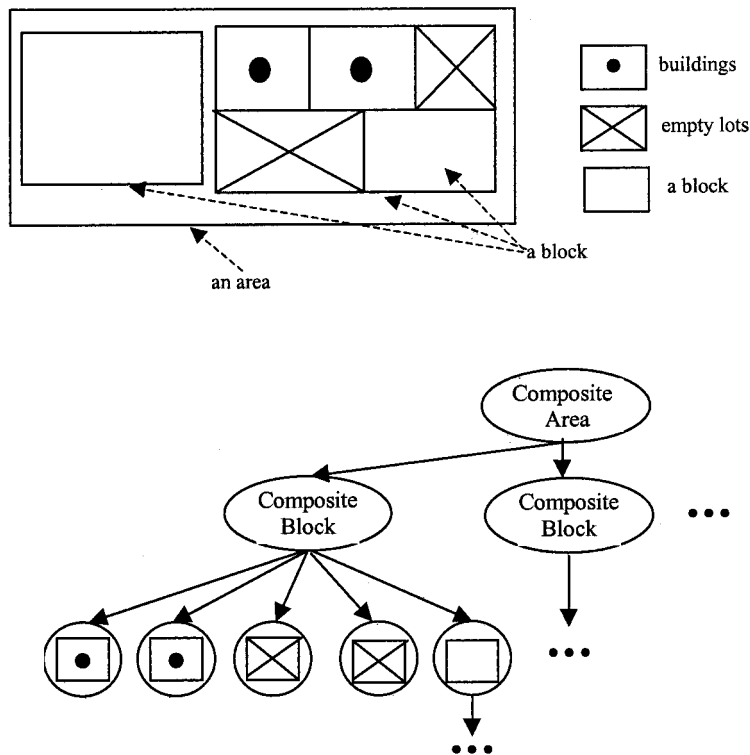 buildings
empty lots
a block
a block
an area
Composite
Area
Composite
Block
Composite
Block